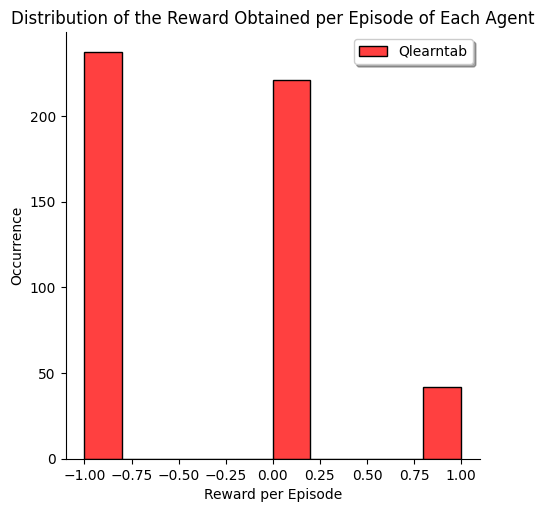 Distribution of the Reward Obtained per Episode of Each Agent
Qlearntab
Occurrence
200
150
100
50
0
−1.00 −0.75 −0.50 −0.25 0.00 0.25 0.50 0.75 1.00
Reward per Episode